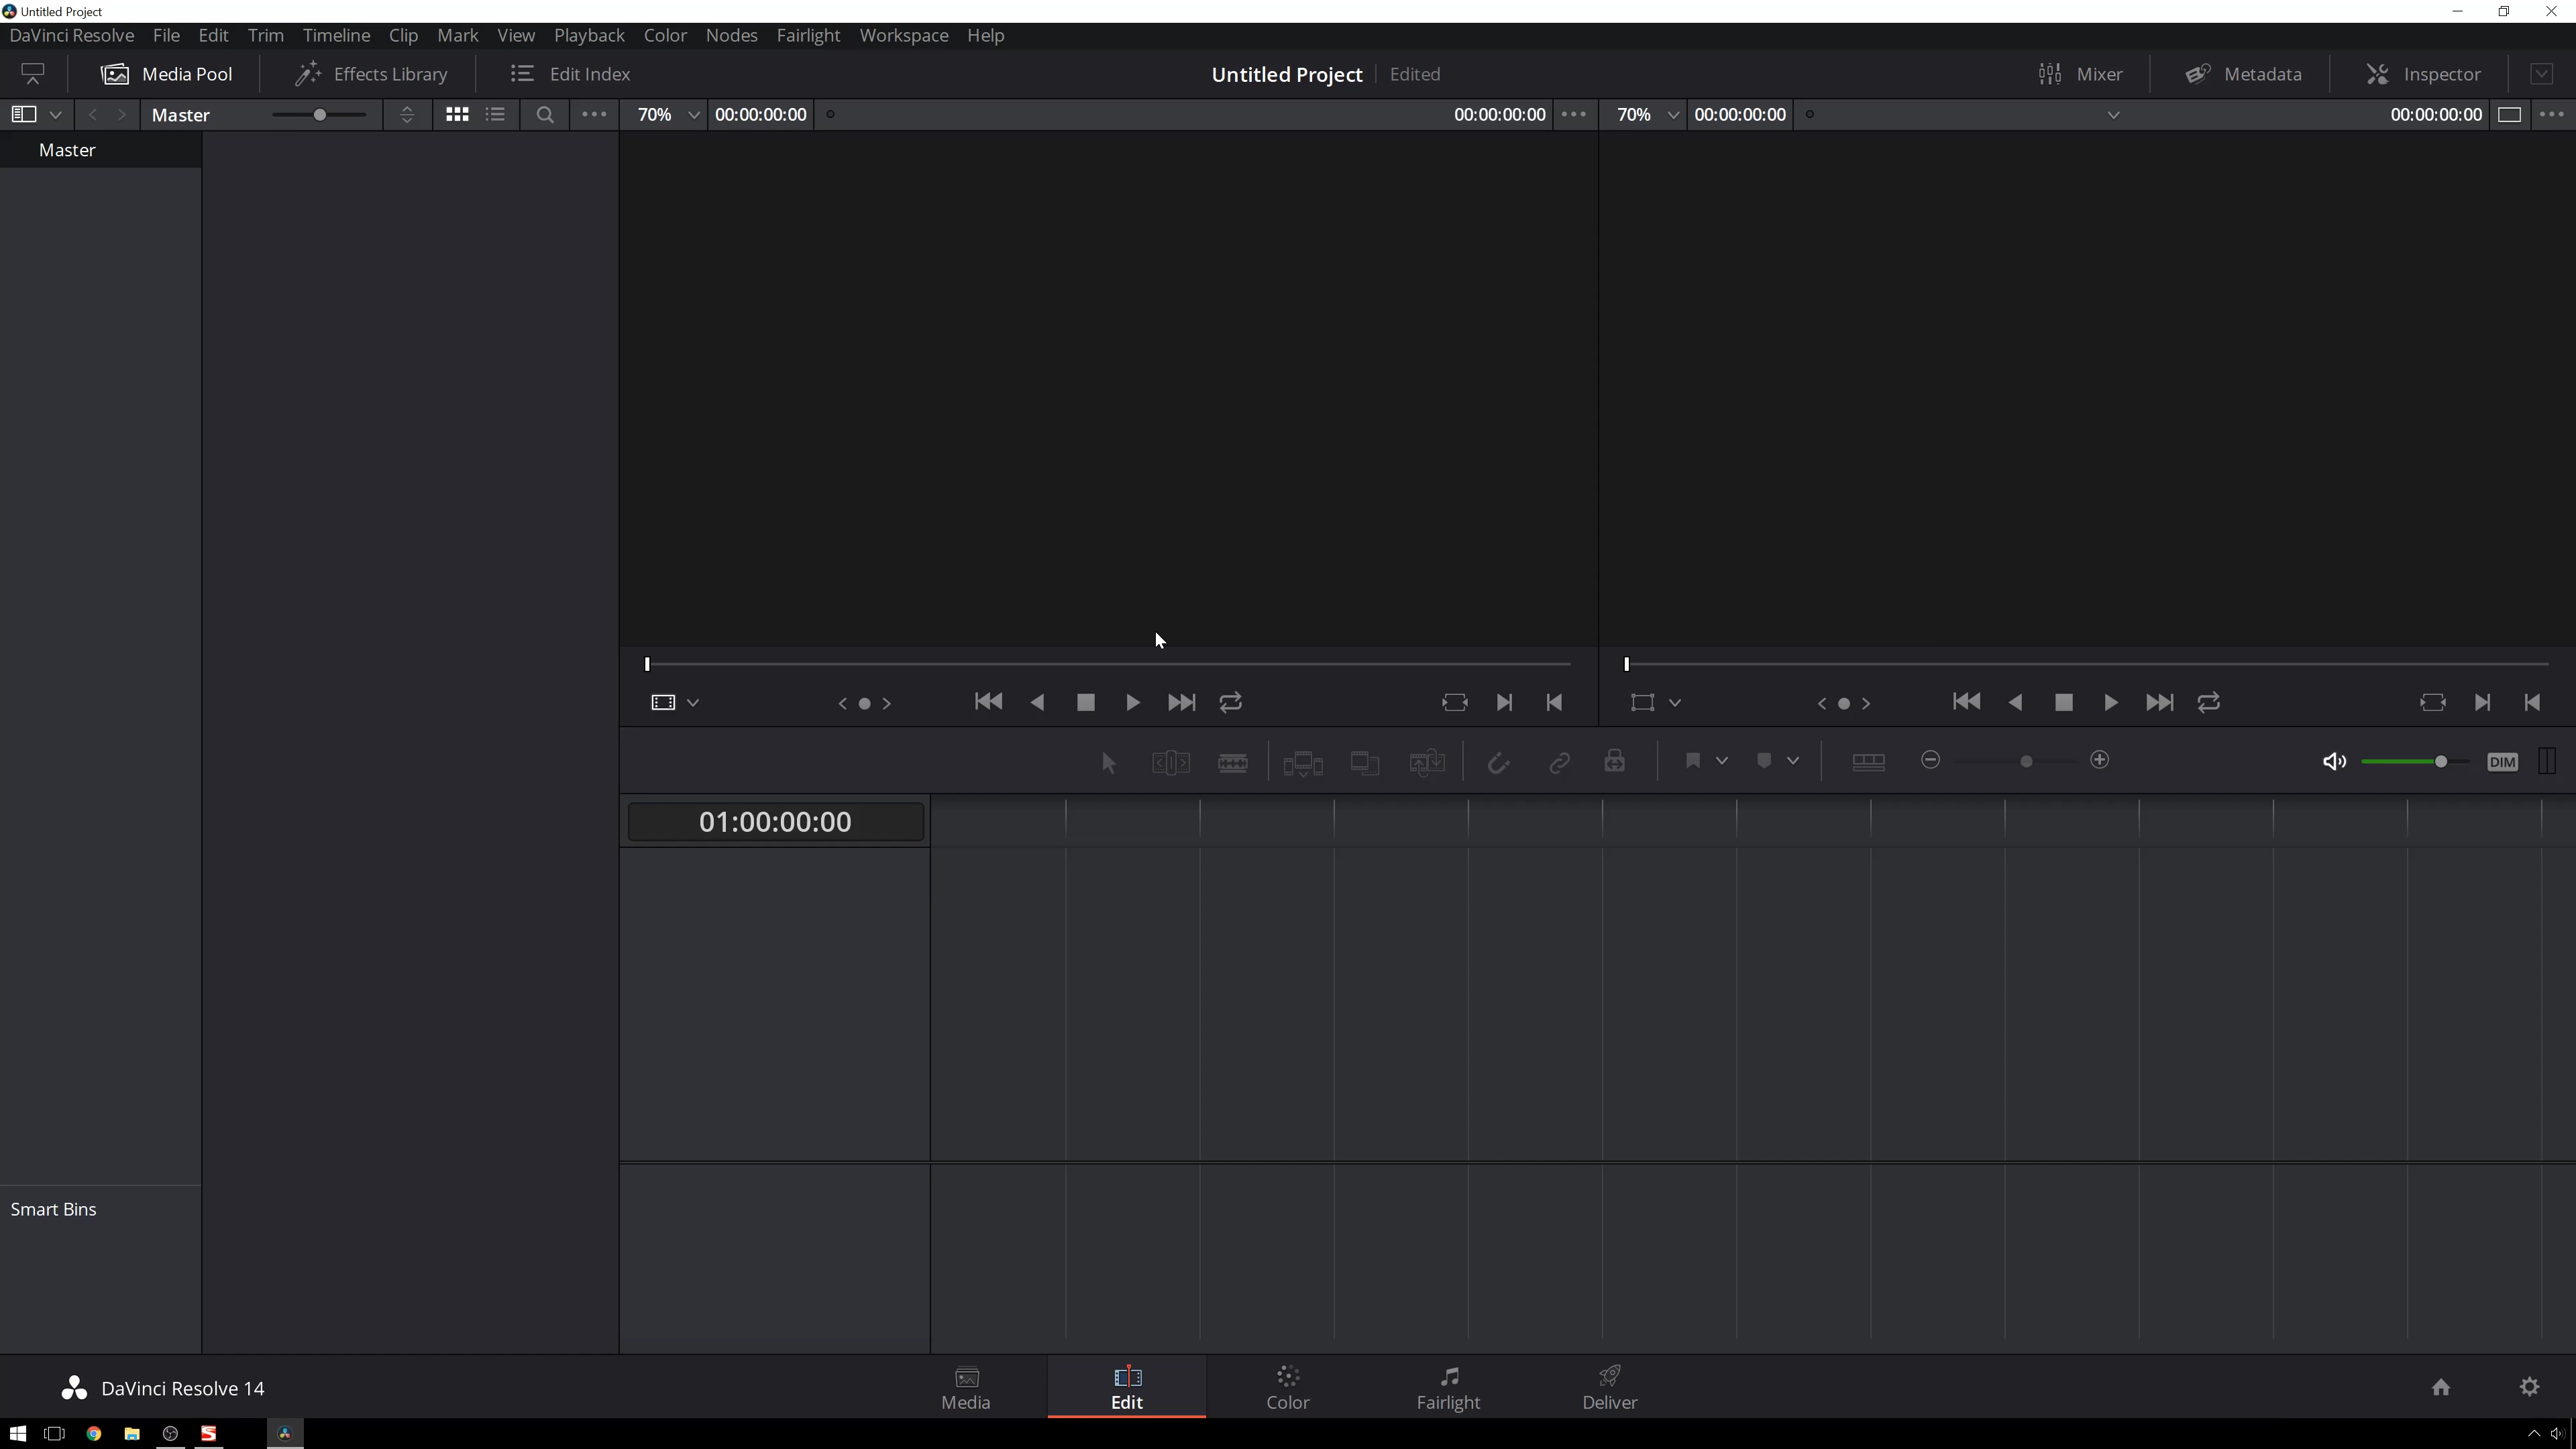 Untitled Project
DaVinci Resolve File Edit Trim Timeline Clip Mark View Playback Color Nodes Fairlight Workspace Help
Media Pool Effects Library Edit Index Untitled Project Edited Mixer Metadata Inspector
Master 70% 00:00:00:00 00:00:00:00 70% 00:00:00:00 00:00:00:00
Master
DIM
01:00:00:00
Smart Bins
DaVinci Resolve 14 Media Edit Color Fairlight Deliver